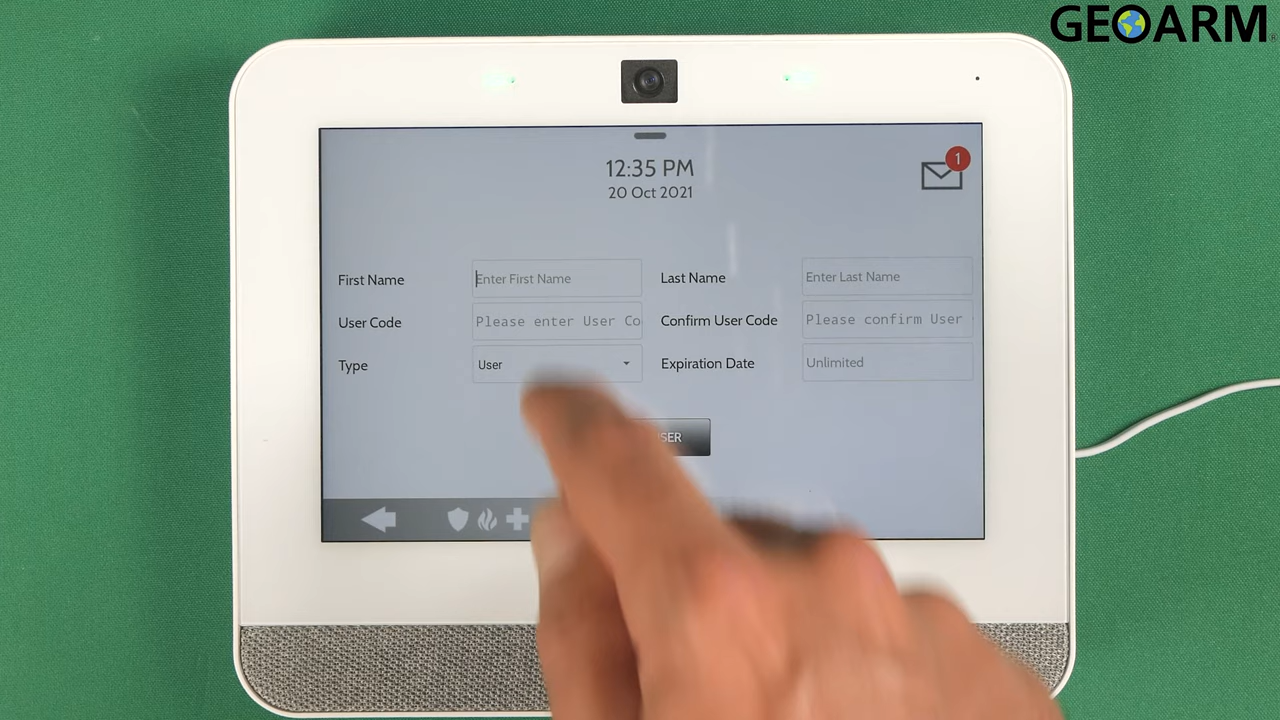 GEOARM
1
12:35 PM
20 Oct 2021
First Name Enter First Name Last Name Enter Last Name
User Code Please enter User Co Confirm User Code Please confirm User
Type User Expiration Date Unlimited